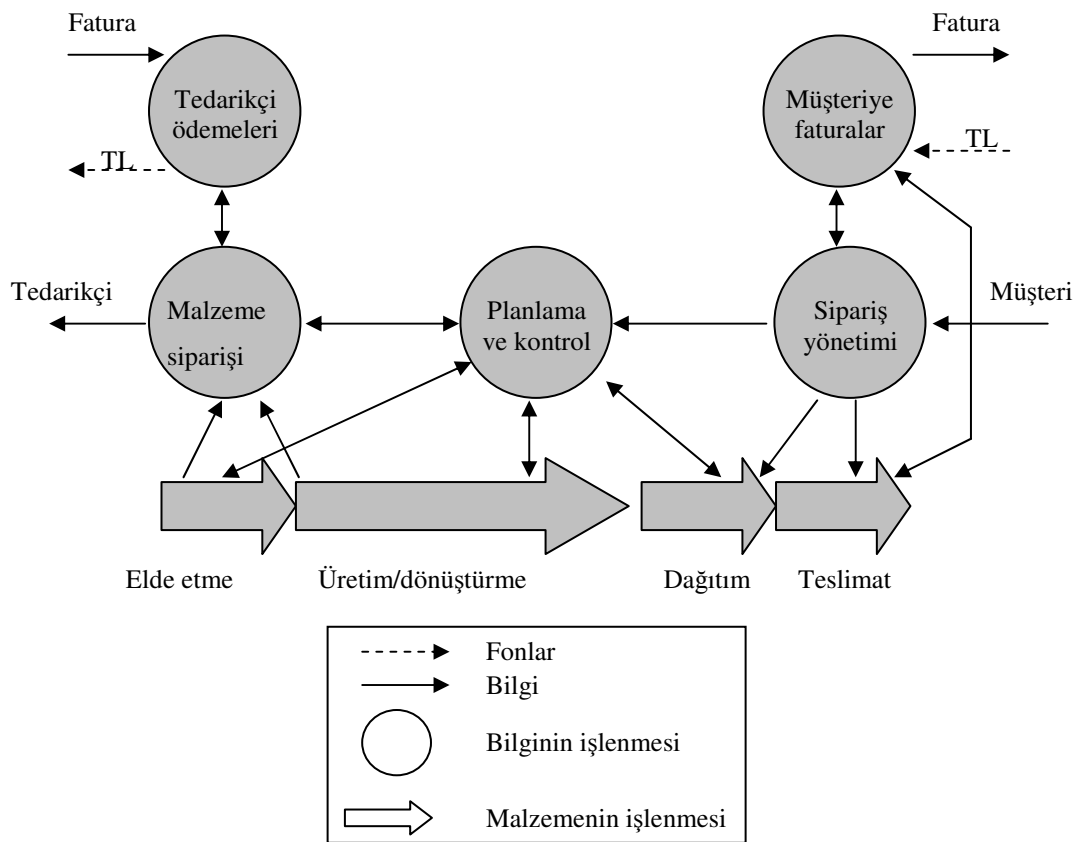 Fatura
Fatura
Tedarikçi
ödemeleri
Müşteriye
faturalar
TL
TL
Tedarikçi
Malzeme
siparişi
Planlama
ve kontrol
Sipariş
yönetimi
Müşteri
Elde etme
Üretim/dönüştürme
Dağıtım
Teslimat
Fonlar
Bilgi
Bilginin işlenmesi
Malzemenin işlenmesi